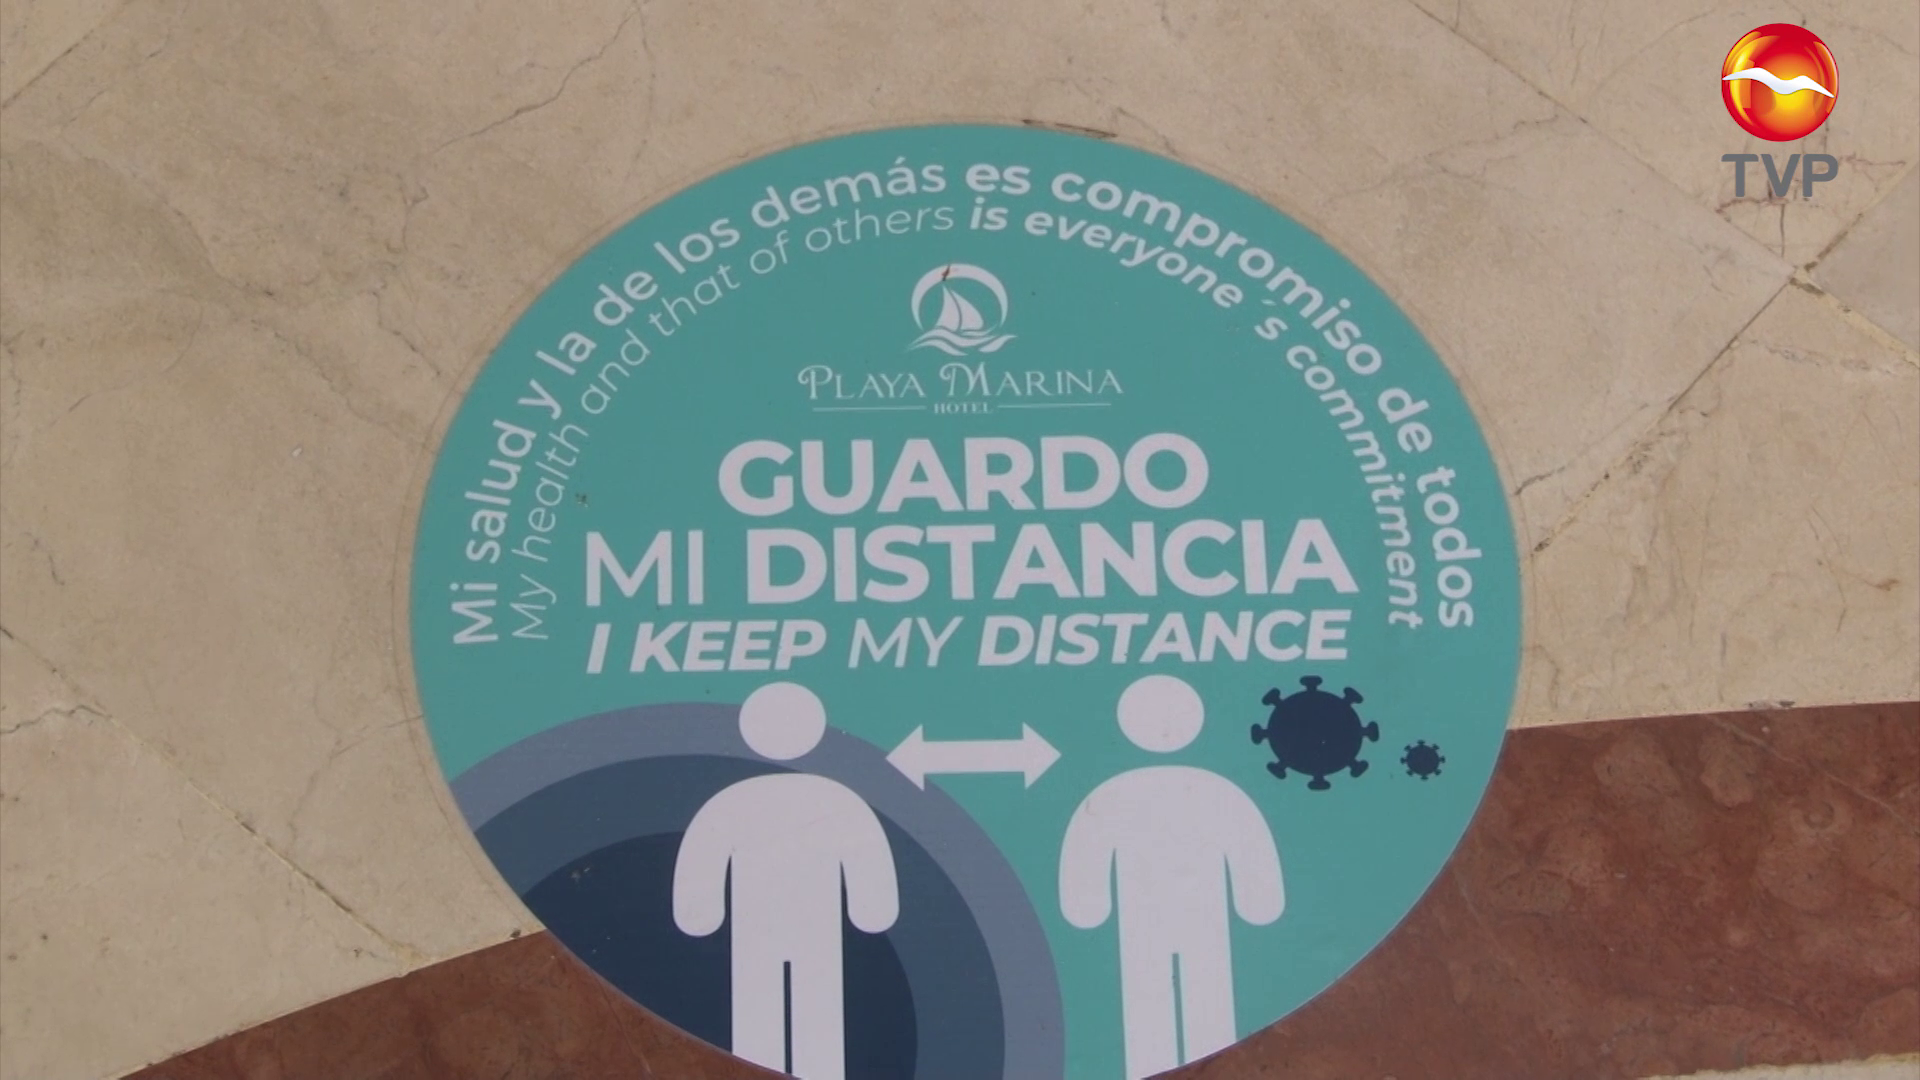 TVP
Mi salud y la de los demás es compromiso de todos
My health and that of others is everyone´s commitment
PLAYA MARINA
HOTEL
GUARDO
MI DISTANCIA
I KEEP MY DISTANCE